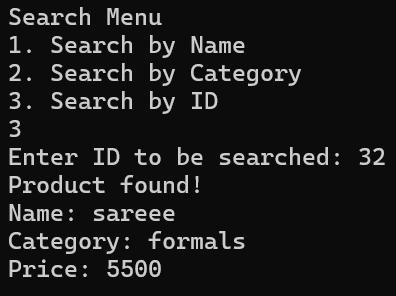 Search Menu
1. Search by Name
2. Search by Category
3. Search by ID
3
Enter ID to be searched: 32
Product found!
Name: sareee
Category: formals
Price: 5500